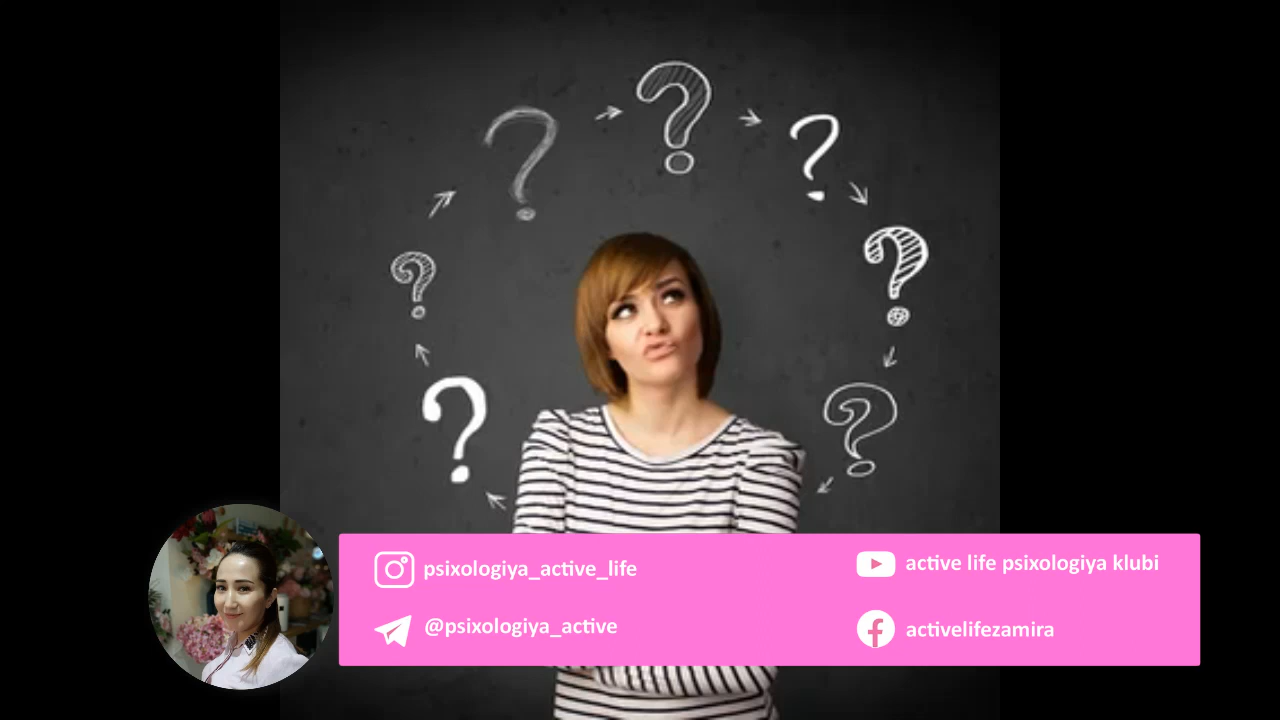 ? ? ? ? ? ? ? ?
psixologiya_active_life
@psixologiya_active
active life psixologiya klubi
activelifezamira